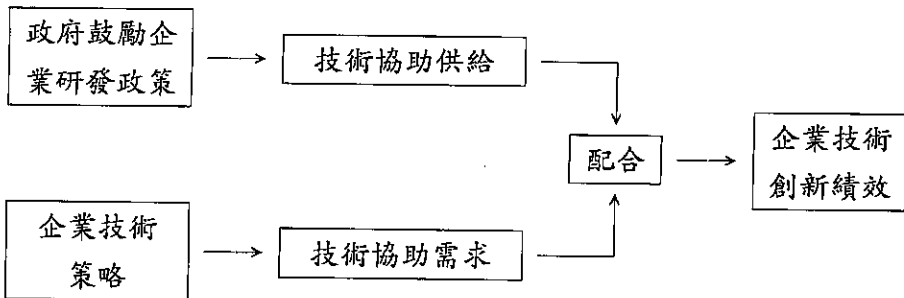 政府鼓勵企
業研發政策
技術協助供給
配合
企業技術
創新績效
企業技術
策略
技術協助需求